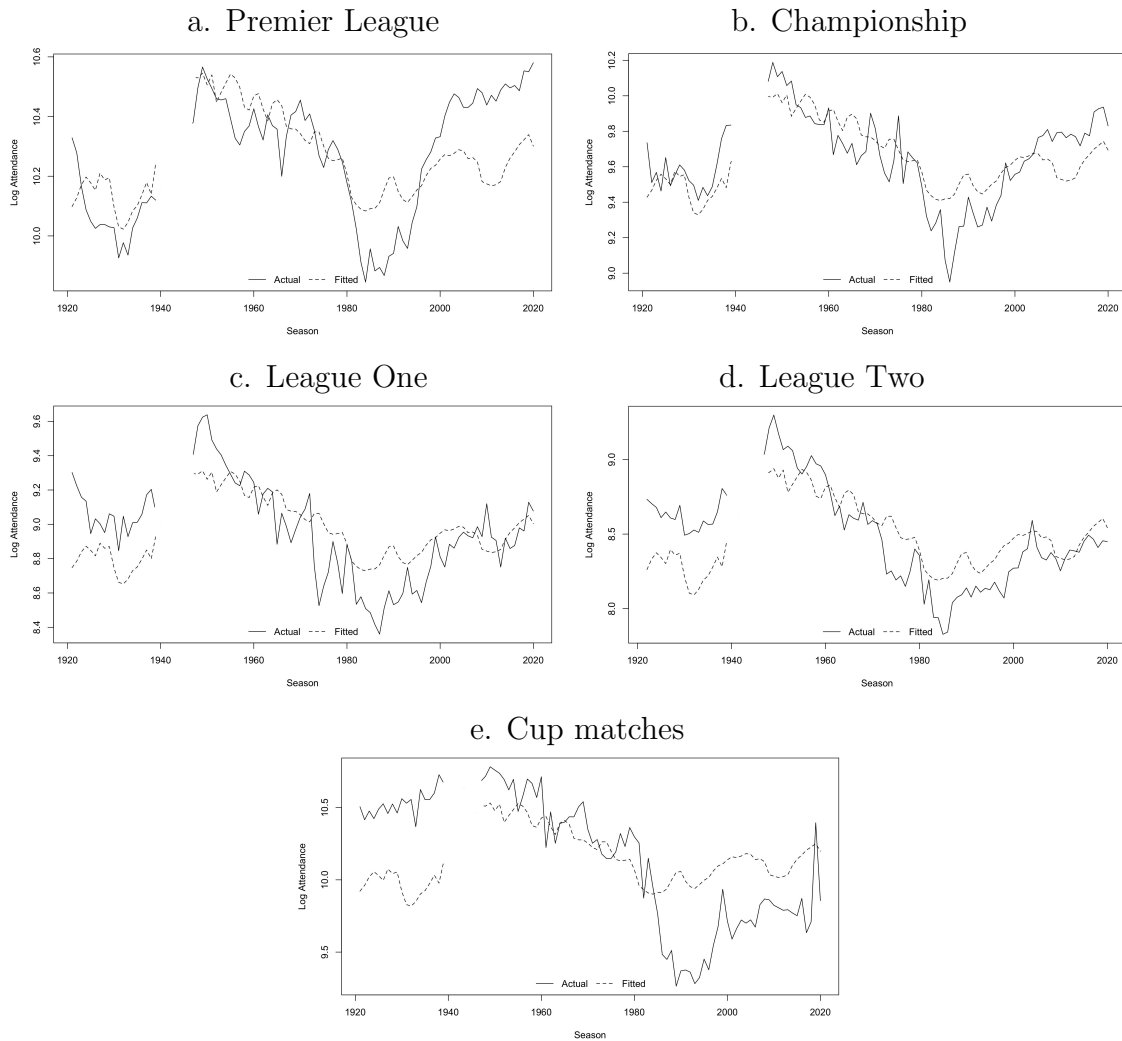 a. Premier League
Log Attendance
10.0 10.2 10.4 10.6
Actual Fitted
1920 1940 1960 1980 2000 2020
Season
b. Championship
Log Attendance
9.0 9.2 9.4 9.6 9.8 10.0 10.2
Actual Fitted
1920 1940 1960 1980 2000 2020
Season
c. League One
Log Attendance
8.4 8.6 8.8 9.0 9.2 9.4 9.6
Actual Fitted
1920 1940 1960 1980 2000 2020
Season
d. League Two
Log Attendance
8.0 8.5 9.0
Actual Fitted
1920 1940 1960 1980 2000 2020
Season
e. Cup matches
Log Attendance
9.5 10.0 10.5
Actual Fitted
1920 1940 1960 1980 2000 2020
Season